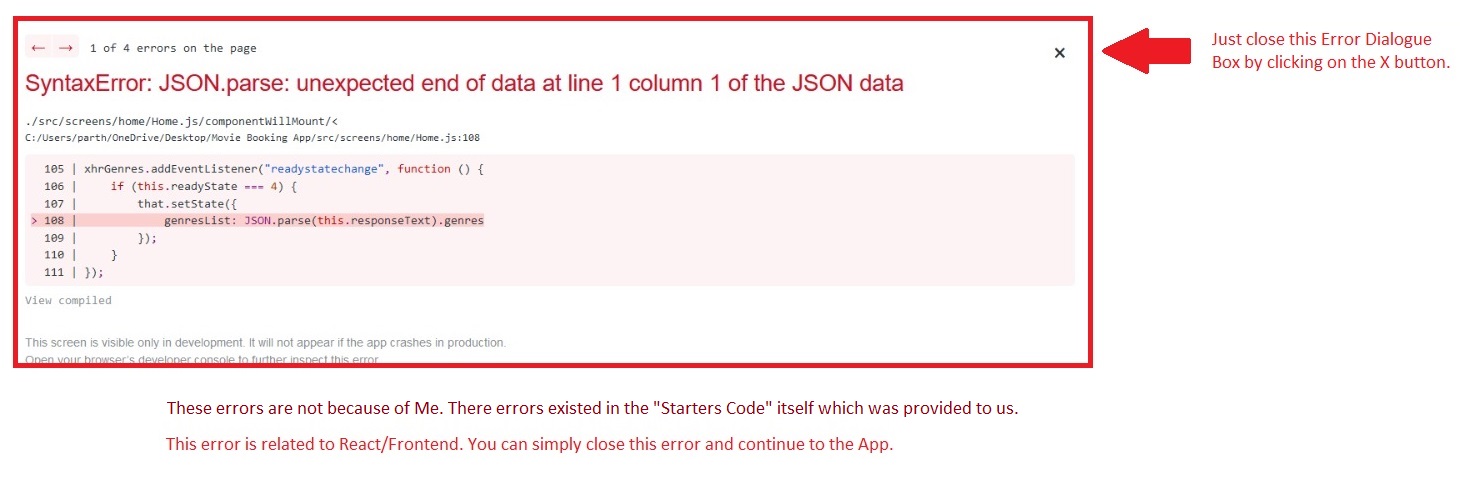 ← → 1 of 4 errors on the page
×
SyntaxError: JSON.parse: unexpected end of data at line 1 column 1 of the JSON data
./src/screens/home/Home.js/componentWillMount/<
C:/Users/parth/OneDrive/Desktop/Movie Booking App/src/screens/home/Home.js:108
105 | xhrGenres.addEventListener("readystatechange", function () {
106 |     if (this.readyState === 4) {
107 |         that.setState({
> 108 |             genresList: JSON.parse(this.responseText).genres
109 |         });
110 |     }
111 | });
View compiled
This screen is visible only in development. It will not appear if the app crashes in production.
Open your browser's developer console to further inspect this error.
Just close this Error Dialogue
Box by clicking on the X button.
These errors are not because of Me. There errors existed in the "Starters Code" itself which was provided to us.
This error is related to React/Frontend. You can simply close this error and continue to the App.